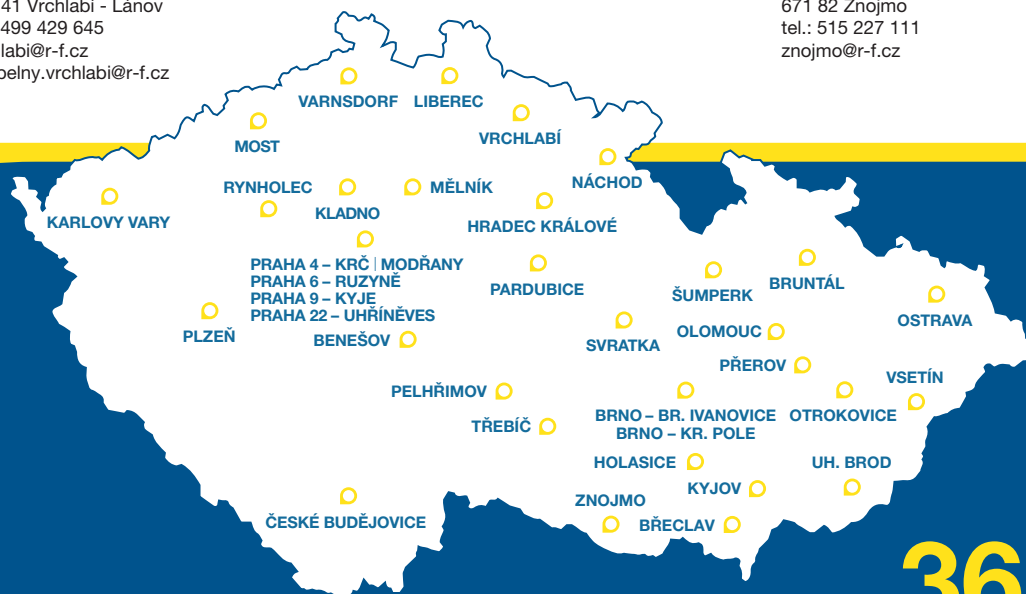 41 Vrchlabí - Lánov
499 429 645
labi@r-f.cz
pelny.vrchlabi@r-f.cz
671 82 Znojmo
tel.: 515 227 111
znojmo@r-f.cz
VARNSDORF
LIBEREC
VRCHLABÍ
MOST
NÁCHOD
RYNHOLEC
KLADNO
MĚLNÍK
KARLOVY VARY
HRADEC KRÁLOVÉ
PRAHA 4 – KRČ | MODŘANY
PRAHA 6 – RUZYNĚ
PRAHA 9 – KYJE
PRAHA 22 – UHŘÍNĚVES
PARDUBICE
ŠUMPERK
BRUNTÁL
OSTRAVA
PLZEŇ
BENEŠOV
SVRATKA
OLOMOUC
PŘEROV
VSETÍN
PELHŘIMOV
TŘEBÍČ
BRNO – BR. IVANOVICE
BRNO – KR. POLE
OTROKOVICE
HOLASICE
UH. BROD
KYJOV
ZNOJMO
BŘECLAV
ČESKÉ BUDĚJOVICE
36